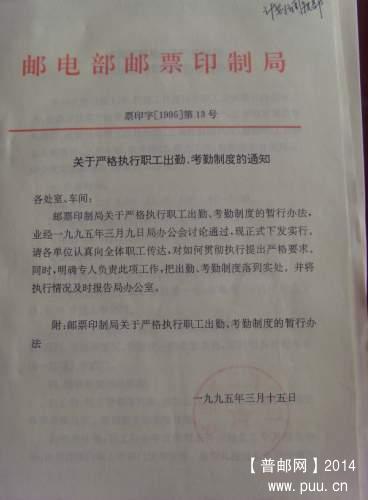 邮电部邮票印制局
票印字[1995]第13号
关于严格执行职工出勤、考勤制度的通知
各处室、车间：
邮票印制局关于严格执行职工出勤、考勤制度的暂行办法，
业经一九九五年三月九日局办公会讨论通过，现正式下发实行。
请各单位认真向全体职工传达，对如何贯彻执行提出严格要求。
同时，明确专人负责此项工作，把出勤、考勤制度落到实处。并将
执行情况及时报告局办公室。
附：邮票印制局关于严格执行职工出勤、考勤制度的暂行办
法
一九九五年三月十五日
【普邮网】2014
www.puu.cn